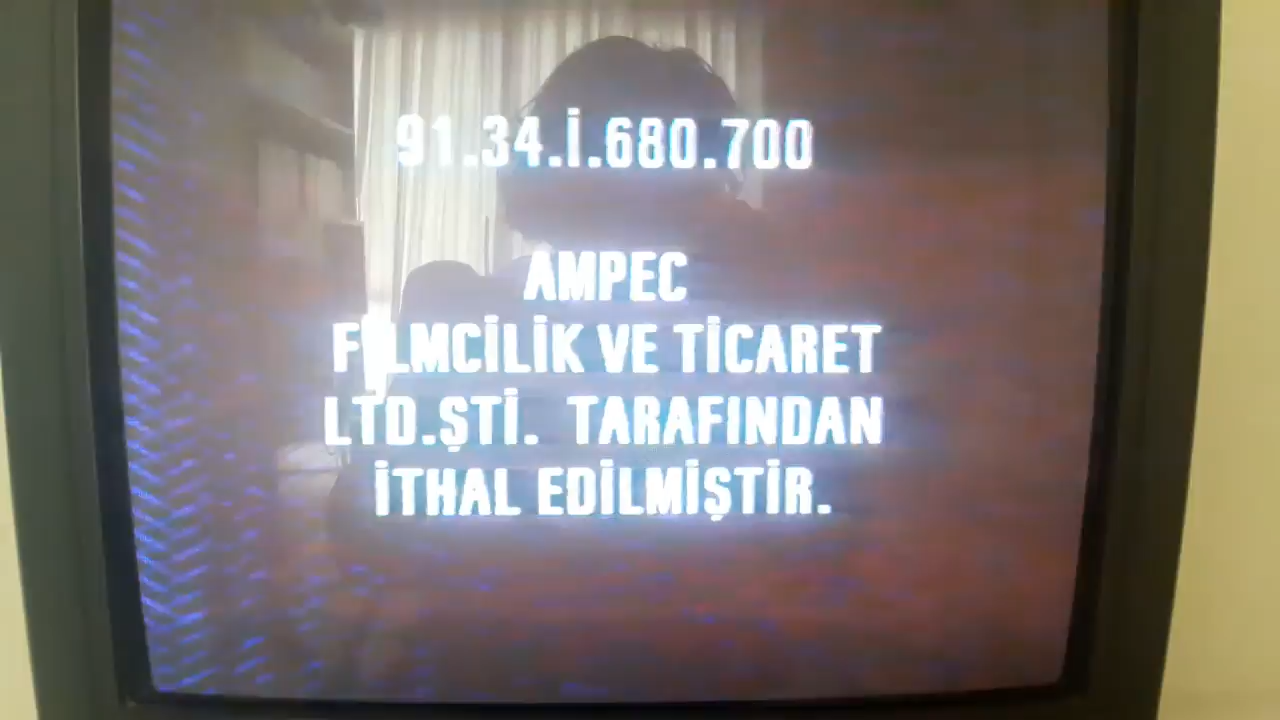 91.34.İ.680.700
AMPEC
FİLMCİLİK VE TİCARET
LTD.ŞTİ. TARAFINDAN
İTHAL EDİLMİŞTİR.